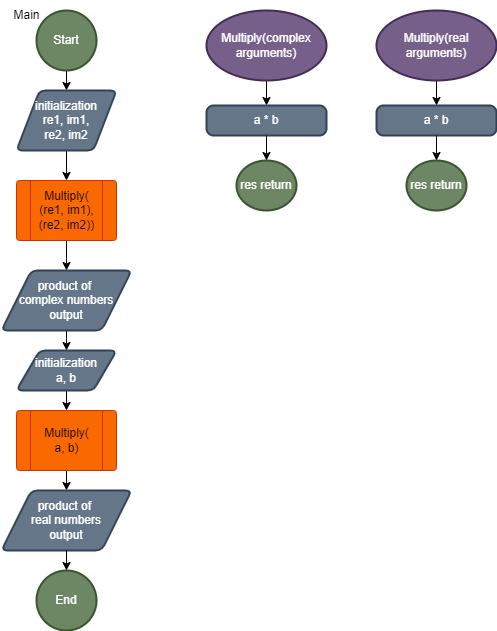 Main
Start
initialization
re1, im1,
re2, im2
Multiply(
(re1, im1),
(re2, im2))
product of
complex numbers
output
initialization
a, b
Multiply(
a, b)
product of
real numbers
output
End
Multiply(complex
arguments)
a * b
res return
Multiply(real
arguments)
a * b
res return